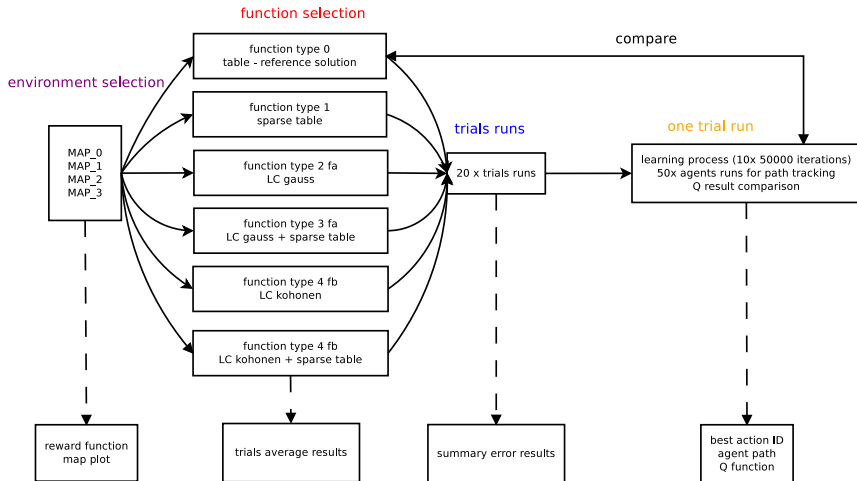 function selection
function type 0
table - reference solution
compare
environment selection
function type 1
sparse table
trials runs
one trial run
MAP_0
MAP_1
MAP_2
MAP_3
function type 2 fa
LC gauss
20 x trials runs
learning process (10x 50000 iterations)
50x agents runs for path tracking
Q result comparison
function type 3 fa
LC gauss + sparse table
function type 4 fb
LC kohonen
function type 4 fb
LC kohonen + sparse table
reward function
map plot
trials average results
summary error results
best action ID
agent path
Q function